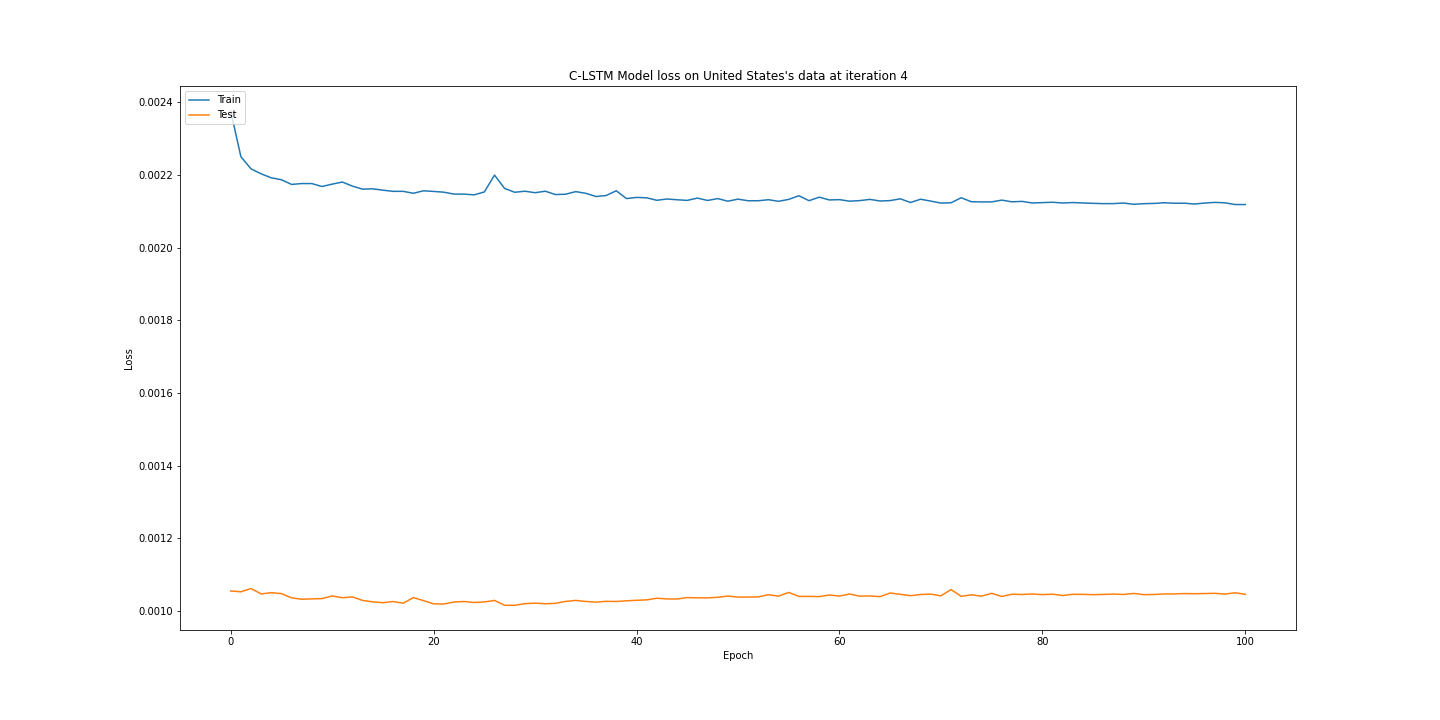 C-LSTM Model loss on United States's data at iteration 4
Train
Test
0.0024
0.0022
0.0020
0.0018
0.0016
0.0014
0.0012
0.0010
Loss
0 20 40 60 80 100
Epoch